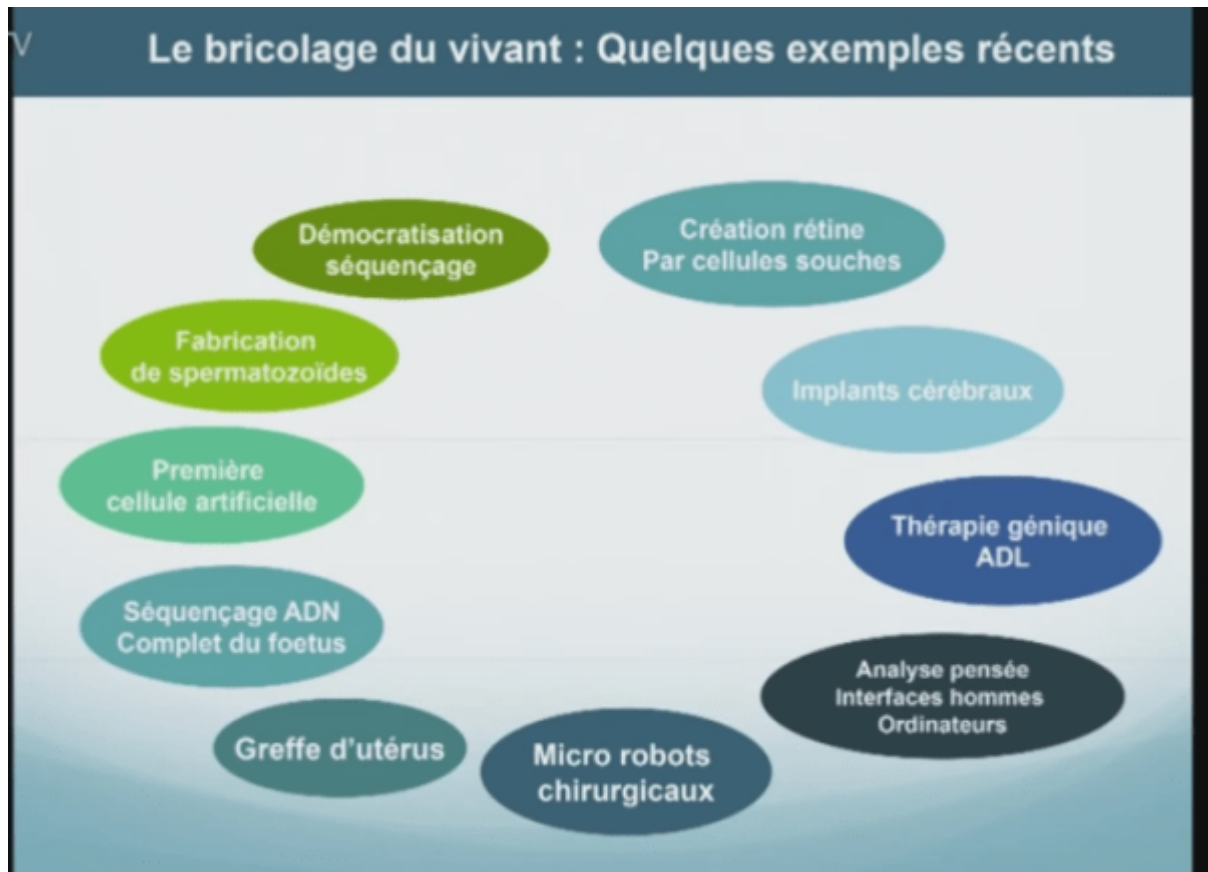 V
Le bricolage du vivant : Quelques exemples récents
Démocratisation
séquençage
Création rétine
Par cellules souches
Fabrication
de spermatozoïdes
Implants cérébraux
Première
cellule artificielle
Thérapie génique
ADL
Séquençage ADN
Complet du foetus
Analyse pensée
Interfaces hommes
Ordinateurs
Greffe d'utérus
Micro robots
chirurgicaux